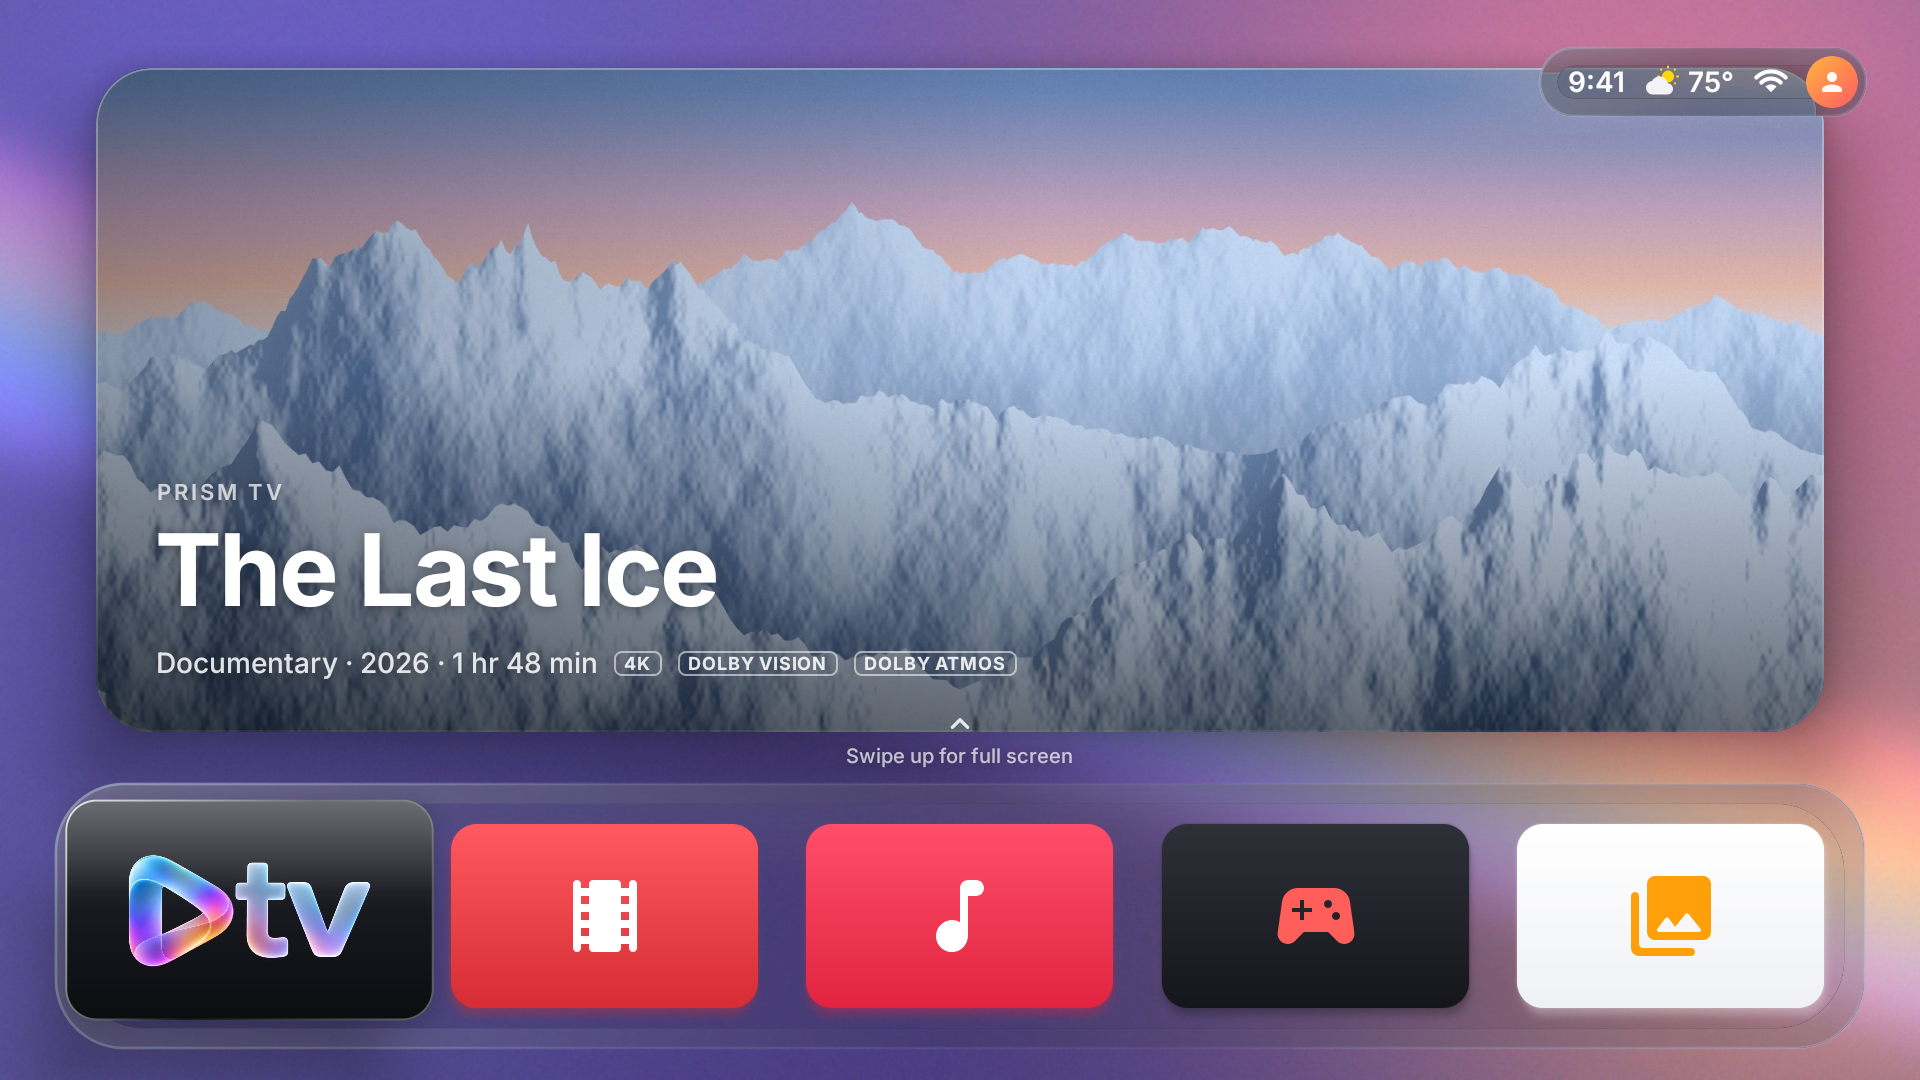 9:41 75°
PRISM TV
The Last Ice
Documentary · 2026 · 1 hr 48 min 4K DOLBY VISION DOLBY ATMOS
Swipe up for full screen
tv